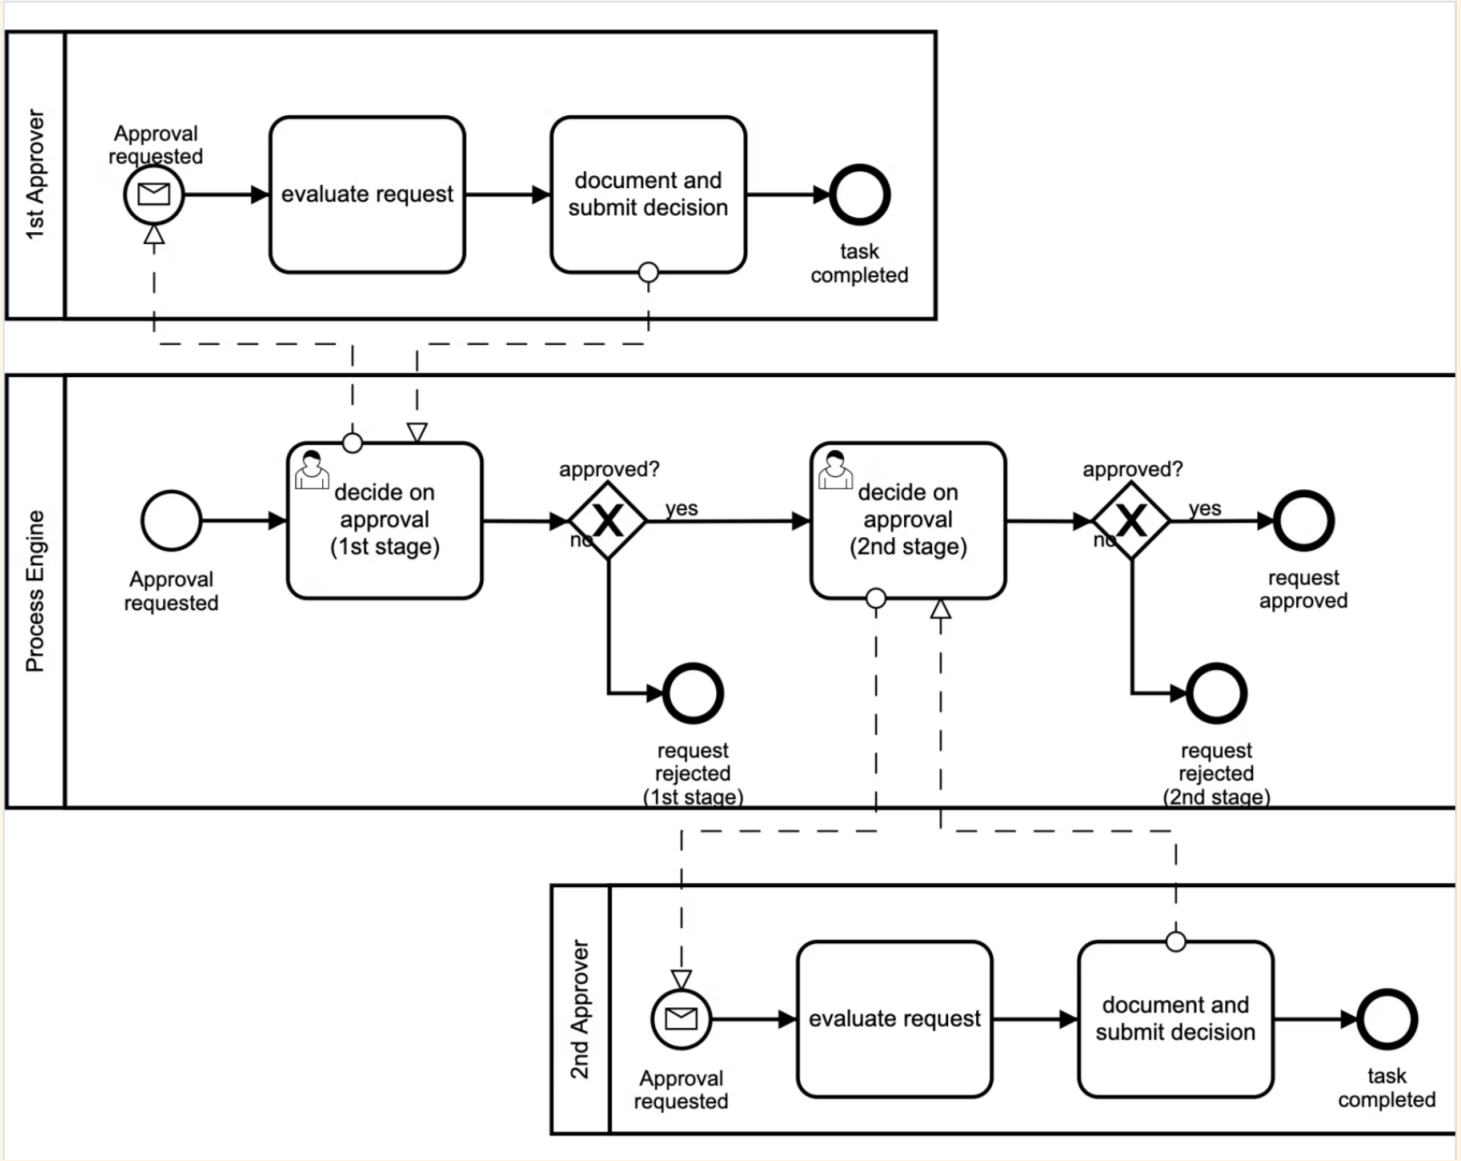 1st Approver
Approval
requested
evaluate request
document and
submit decision
task
completed
Process Engine
Approval
requested
decide on
approval
(1st stage)
approved?
yes
no
request
rejected
(1st stage)
decide on
approval
(2nd stage)
approved?
yes
no
request
approved
request
rejected
(2nd stage)
2nd Approver
Approval
requested
evaluate request
document and
submit decision
task
completed